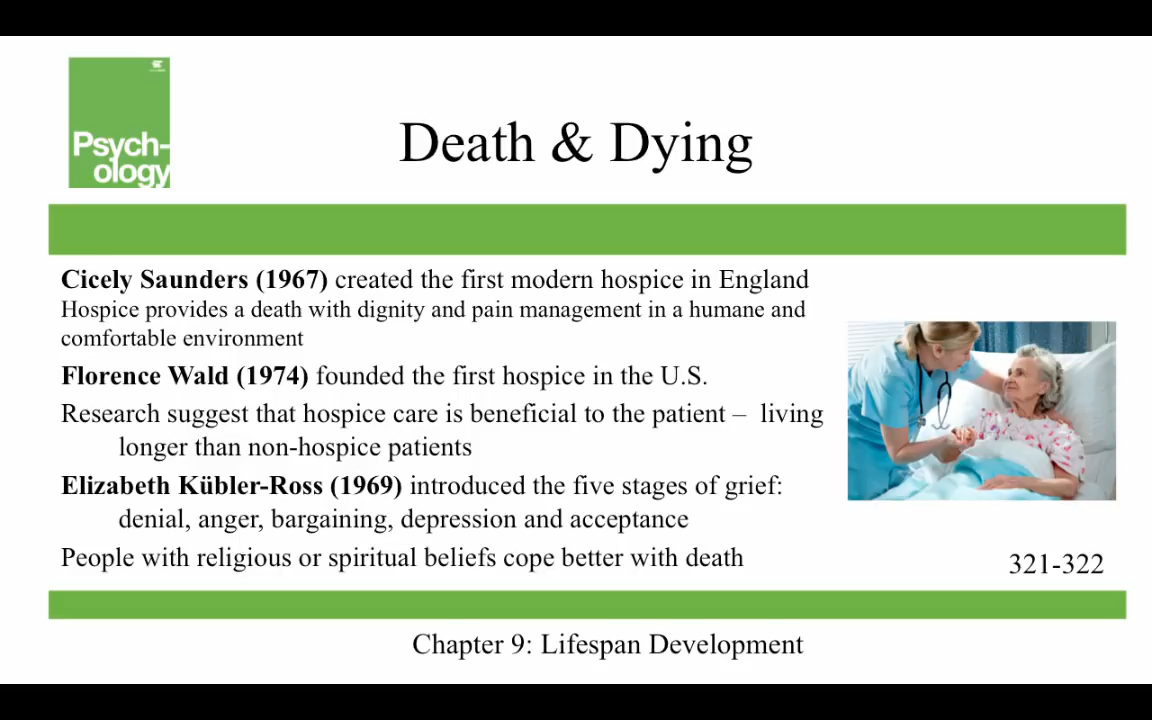 Psych-
ology
Death & Dying
Cicely Saunders (1967) created the first modern hospice in England
Hospice provides a death with dignity and pain management in a humane and
comfortable environment
Florence Wald (1974) founded the first hospice in the U.S.
Research suggest that hospice care is beneficial to the patient – living
longer than non-hospice patients
Elizabeth Kübler-Ross (1969) introduced the five stages of grief:
denial, anger, bargaining, depression and acceptance
People with religious or spiritual beliefs cope better with death
321-322
Chapter 9: Lifespan Development